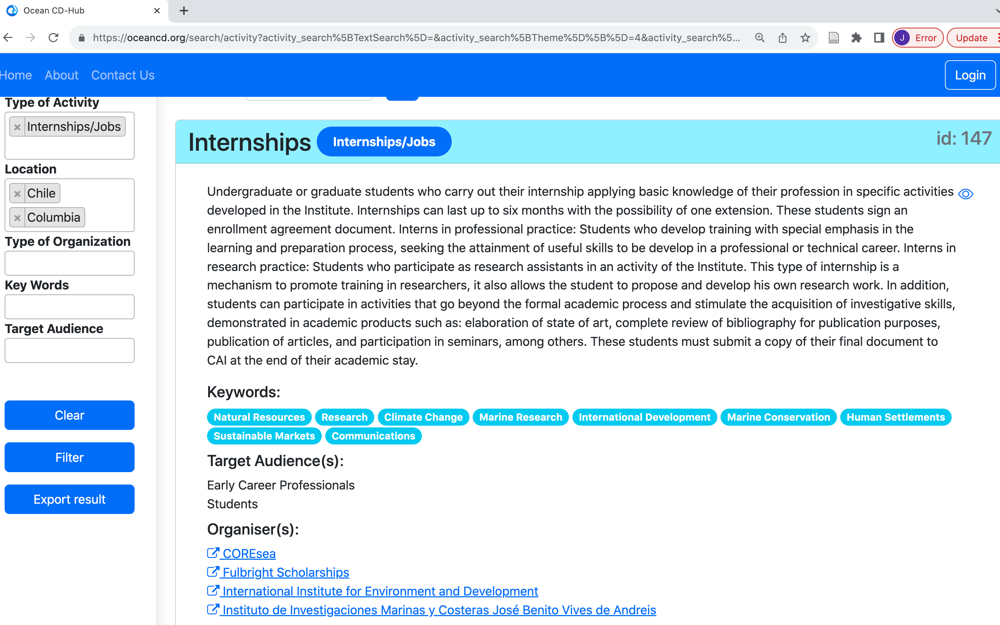 Ocean CD-Hub
https://oceancd.org/search/activity?activity_search%5BTextSearch%5D=&activity_search%5BTheme%5D%5B%5D=4&activity_search%5...
J Error Update
Home About Contact Us Login
Type of Activity
× Internships/Jobs
Location
× Chile
× Columbia
Type of Organization
Key Words
Target Audience
Clear
Filter
Export result
Internships Internships/Jobs id: 147
Undergraduate or graduate students who carry out their internship applying basic knowledge of their profession in specific activities
developed in the Institute. Internships can last up to six months with the possibility of one extension. These students sign an
enrollment agreement document. Interns in professional practice: Students who develop training with special emphasis in the
learning and preparation process, seeking the attainment of useful skills to be develop in a professional or technical career. Interns in
research practice: Students who participate as research assistants in an activity of the Institute. This type of internship is a
mechanism to promote training in researchers, it also allows the student to propose and develop his own research work. In addition,
students can participate in activities that go beyond the formal academic process and stimulate the acquisition of investigative skills,
demonstrated in academic products such as: elaboration of state of art, complete review of bibliography for publication purposes,
publication of articles, and participation in seminars, among others. These students must submit a copy of their final document to
CAI at the end of their academic stay.
Keywords:
Natural Resources Research Climate Change Marine Research International Development Marine Conservation Human Settlements
Sustainable Markets Communications
Target Audience(s):
Early Career Professionals
Students
Organiser(s):
COREsea
Fulbright Scholarships
International Institute for Environment and Development
Instituto de Investigaciones Marinas y Costeras José Benito Vives de Andreis